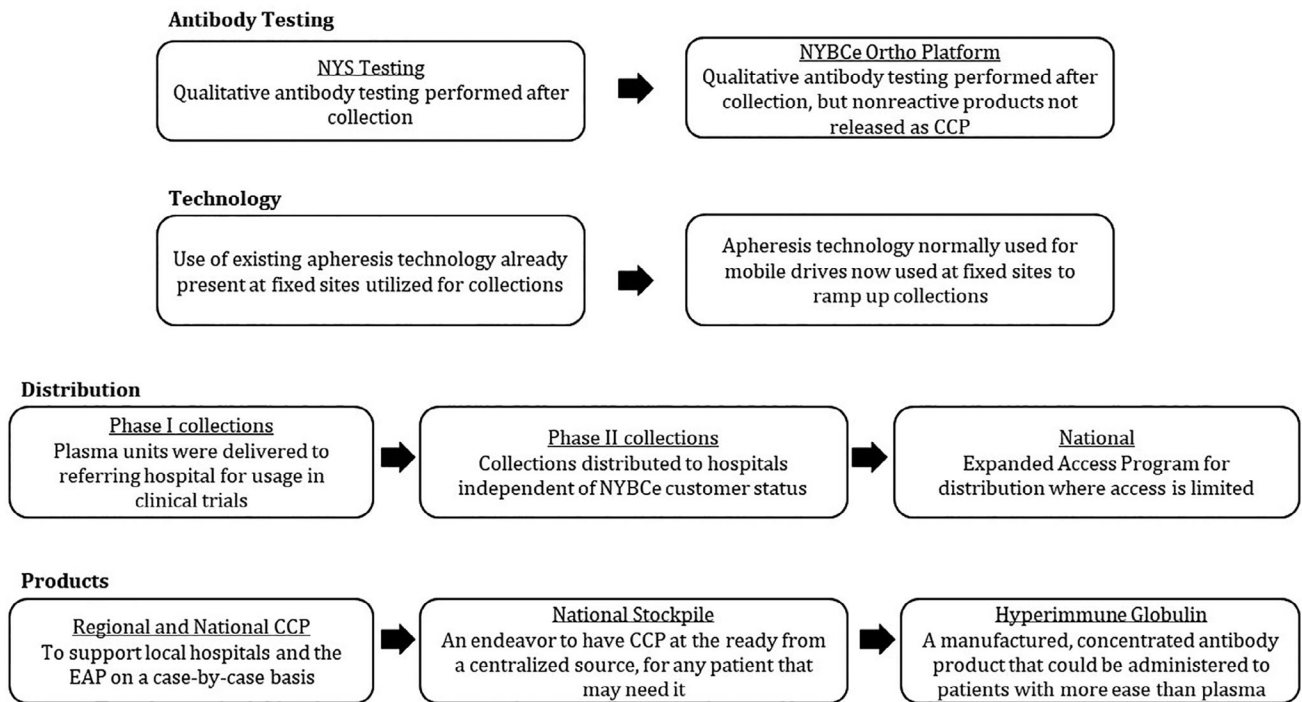 Antibody Testing
NYS Testing
Qualitative antibody testing performed after
collection
NYBCe Ortho Platform
Qualitative antibody testing performed after
collection, but nonreactive products not
released as CCP
Technology
Use of existing apheresis technology already
present at fixed sites utilized for collections
Apheresis technology normally used for
mobile drives now used at fixed sites to
ramp up collections
Distribution
Phase I collections
Plasma units were delivered to
referring hospital for usage in
clinical trials
Phase II collections
Collections distributed to hospitals
independent of NYBCe customer status
National
Expanded Access Program for
distribution where access is limited
Products
Regional and National CCP
To support local hospitals and the
EAP on a case-by-case basis
National Stockpile
An endeavor to have CCP at the ready from
a centralized source, for any patient that
may need it
Hyperimmune Globulin
A manufactured, concentrated antibody
product that could be administered to
patients with more ease than plasma